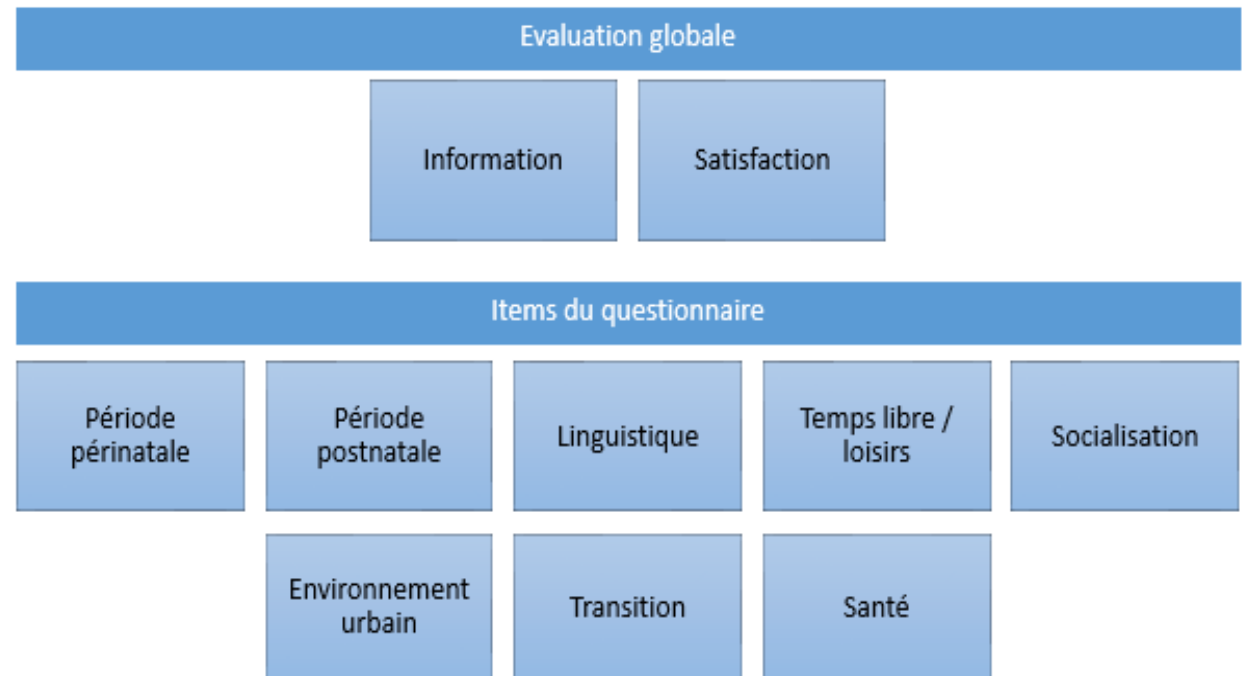 Evaluation globale
Information
Satisfaction
Items du questionnaire
Période
périnatale
Période
postnatale
Linguistique
Temps libre /
loisirs
Socialisation
Environnement
urbain
Transition
Santé